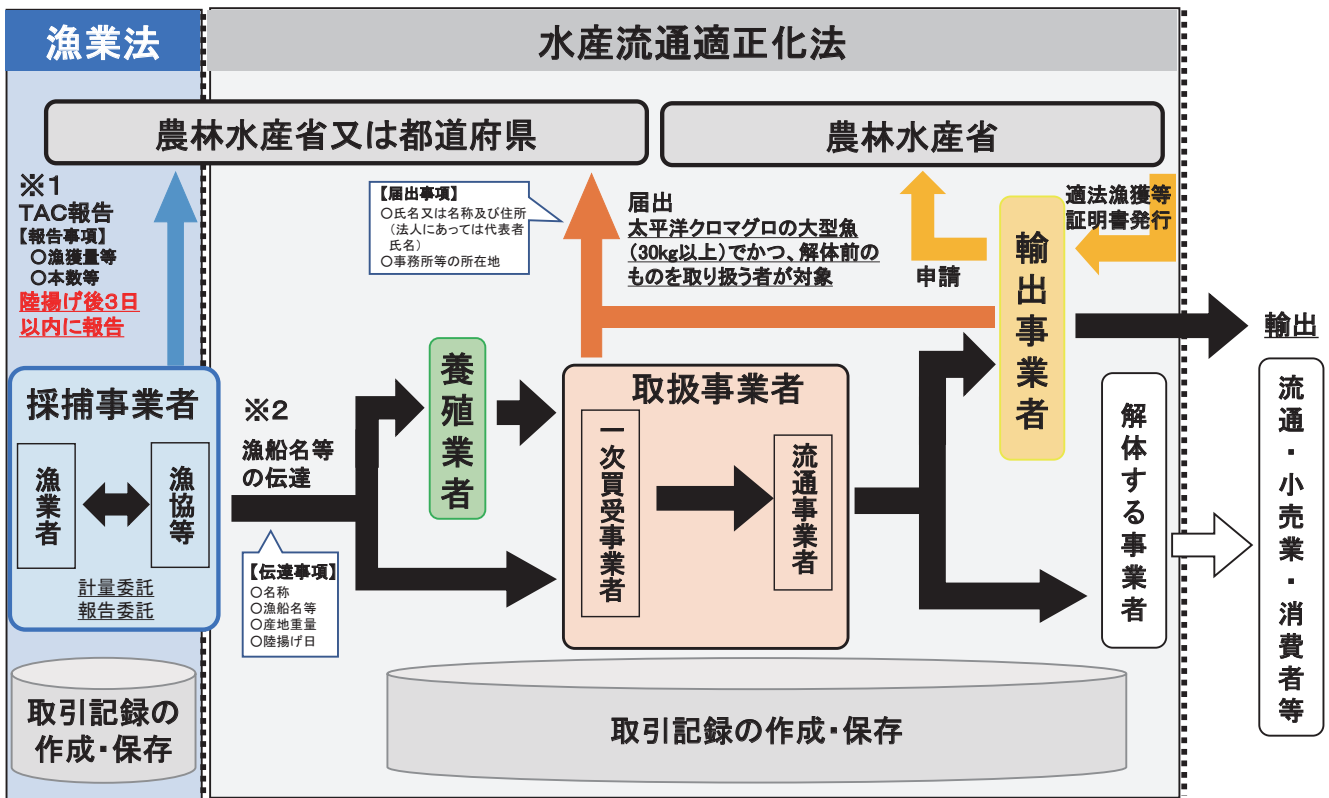 漁業法
水産流通適正化法
農林水産省又は都道府県
農林水産省
※1
TAC報告
【報告事項】
○漁獲量等
○本数等
陸揚げ後3日
以内に報告
【届出事項】
○氏名又は名称及び住所
（法人にあっては代表者
氏名）
○事務所等の所在地
届出
太平洋クロマグロの大型魚
（30kg以上）でかつ、解体前の
ものを取り扱う者が対象
申請
適法漁獲等
証明書発行
輸出事業者
輸出
採捕事業者
漁業者
漁協等
計量委託
報告委託
※2
漁船名等
の伝達
【伝達事項】
○名称
○漁船名等
○産地重量
○陸揚げ日
養殖業者
取扱事業者
一次買受事業者
流通事業者
解体する事業者
流通・小売業・消費者等
取引記録の
作成・保存
取引記録の作成・保存